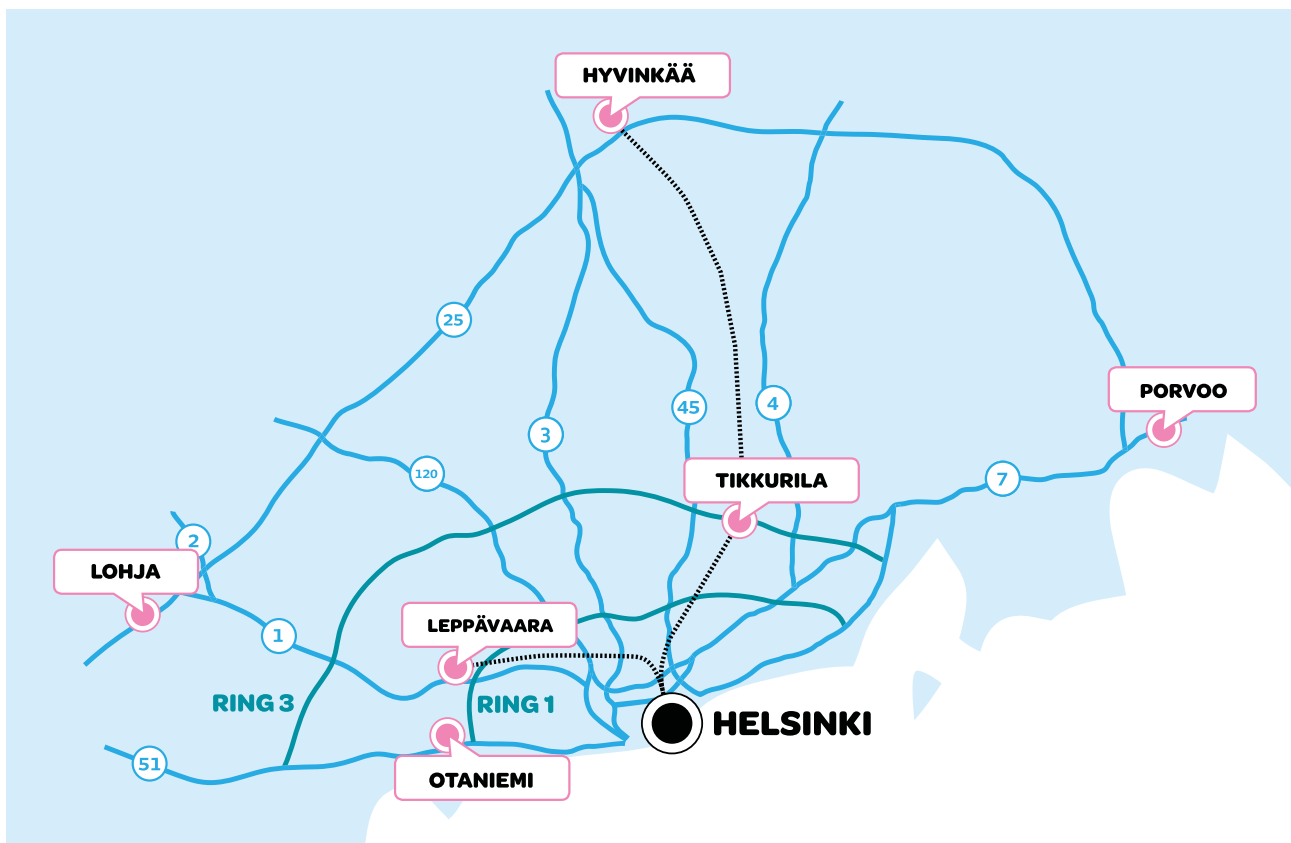 HYVINKÄÄ
25
PORVOO
45
4
3
120
TIKKURILA
7
2
LOHJA
LEPPÄVAARA
1
RING 3
RING 1
HELSINKI
51
OTANIEMI